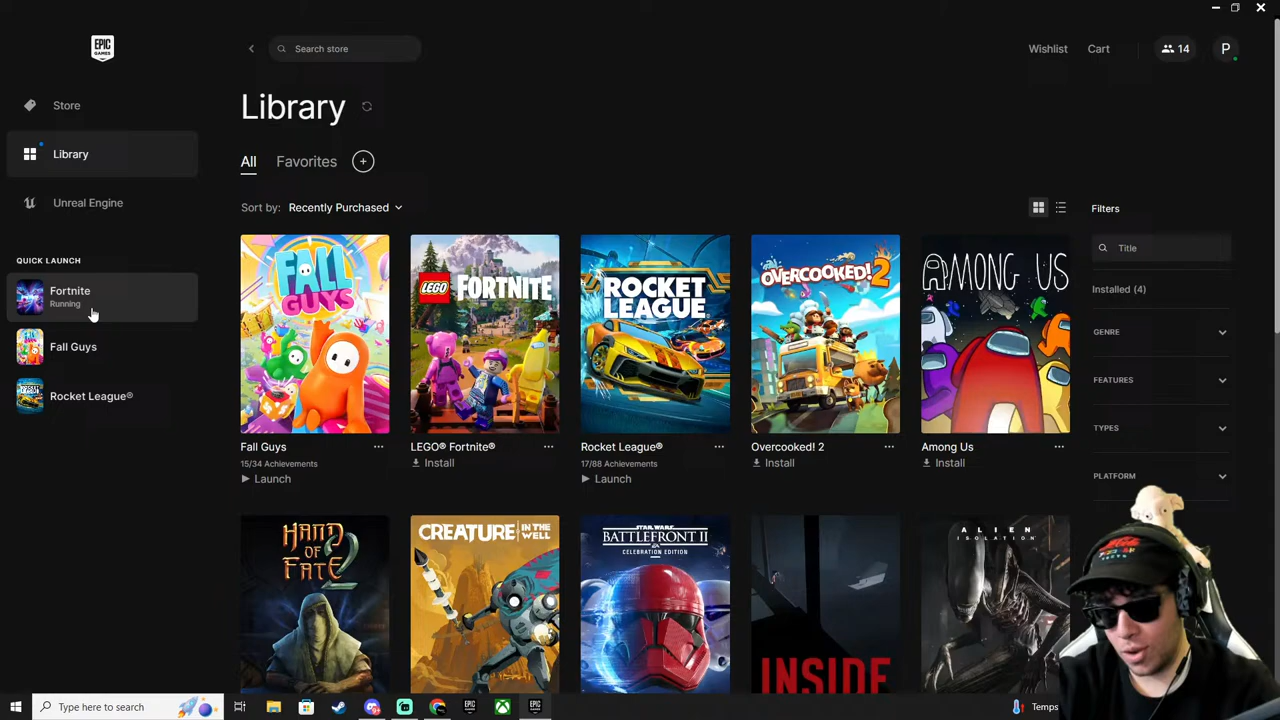 EPIC
GAMES
Search store
Wishlist
Cart
14
P
Store
Library
Unreal Engine
QUICK LAUNCH
Fortnite
Running
Fall Guys
Rocket League®
Library
All
Favorites
+
Sort by: Recently Purchased
Filters
Title
Installed (4)
GENRE
FEATURES
TYPES
PLATFORM
FALL
GUYS
LEGO FORTNITE
ROCKET
LEAGUE
OVERCOOKED! 2
AMONG US
Fall Guys
15/34 Achievements
Launch
LEGO® Fortnite®
Install
Rocket League®
17/88 Achievements
Launch
Overcooked! 2
Install
Among Us
Install
HAND
OF
FATE 2
CREATURE IN THE
WELL
STAR WARS
BATTLEFRONT II
CELEBRATION EDITION
INSIDE
ALIEN
ISOLATION
Type here to search
EPIC
EPIC
Temps